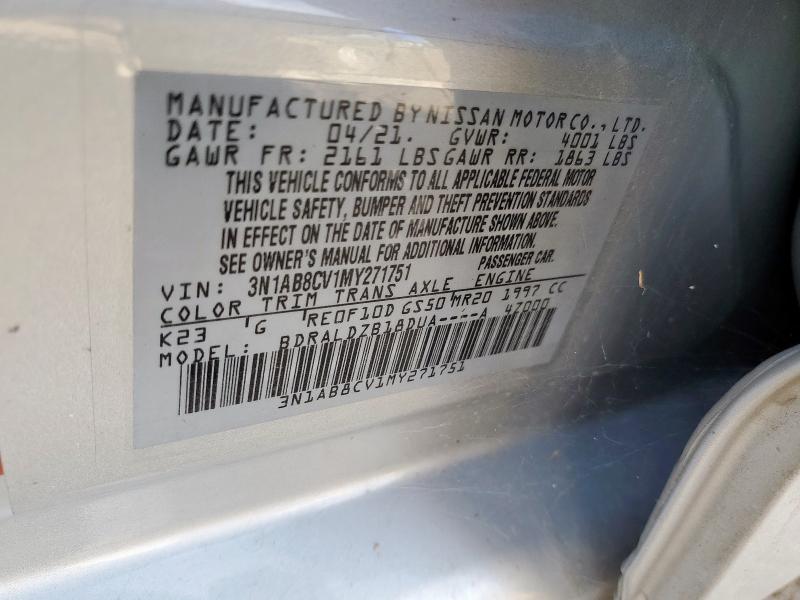 MANUFACTURED BY NISSAN MOTOR CO., LTD.
DATE: 04/21. GVWR: 4001 LBS
GAWR FR: 2161 LBS GAWR RR: 1863 LBS
THIS VEHICLE CONFORMS TO ALL APPLICABLE FEDERAL MOTOR
VEHICLE SAFETY, BUMPER AND THEFT PREVENTION STANDARDS
IN EFFECT ON THE DATE OF MANUFACTURE SHOWN ABOVE.
SEE OWNER'S MANUAL FOR ADDITIONAL INFORMATION.
VIN: 3N1AB8CV1MY271751 PASSENGER CAR.
COLOR TRIM TRANS AXLE ENGINE
K23 G RE0F10D GS50 MR20 1997 CC
MODEL: BDRALDZB18DUA----A 47000
3N1AB8CV1MY271751